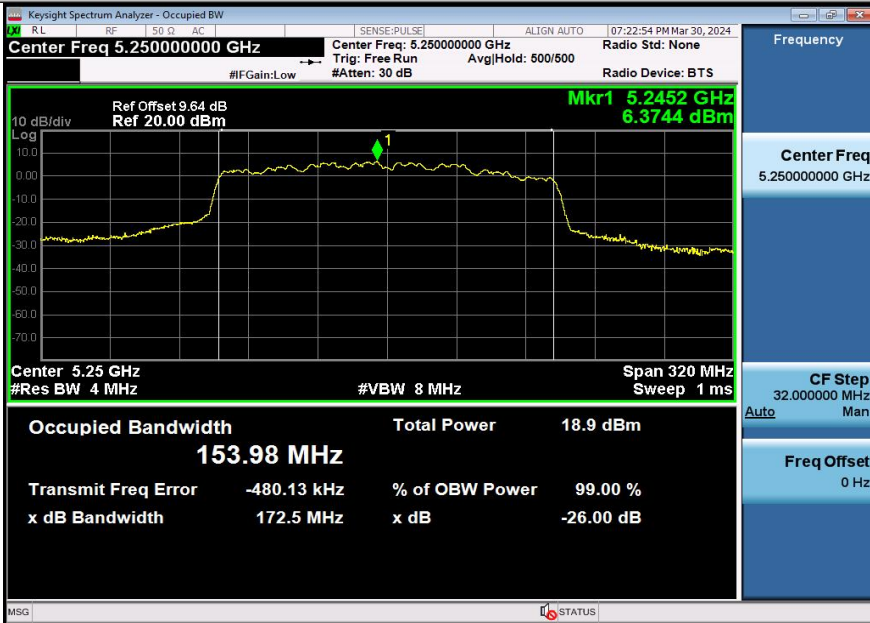 Keysight Spectrum Analyzer - Occupied BW
LXI RL RF 50 Ω AC SENSE:PULSE ALIGN AUTO 07:22:54 PM Mar 30, 2024
Center Freq 5.250000000 GHz
Center Freq: 5.250000000 GHz
Radio Std: None
Trig: Free Run
Avg|Hold: 500/500
#IFGain:Low
#Atten: 30 dB
Radio Device: BTS
Frequency
Mkr1 5.2452 GHz
6.3744 dBm
Ref Offset 9.64 dB
10 dB/div
Ref 20.00 dBm
Log
1
10.0
0.00
-10.0
-20.0
-30.0
-40.0
-50.0
-60.0
-70.0
Center 5.25 GHz
Span 320 MHz
#Res BW 4 MHz
#VBW 8 MHz
Sweep 1 ms
Occupied Bandwidth
153.98 MHz
Total Power 18.9 dBm
Transmit Freq Error -480.13 kHz
% of OBW Power 99.00 %
x dB Bandwidth 172.5 MHz
x dB -26.00 dB
Center Freq
5.250000000 GHz
CF Step
32.000000 MHz
Auto Man
Freq Offset
0 Hz
MSG
STATUS